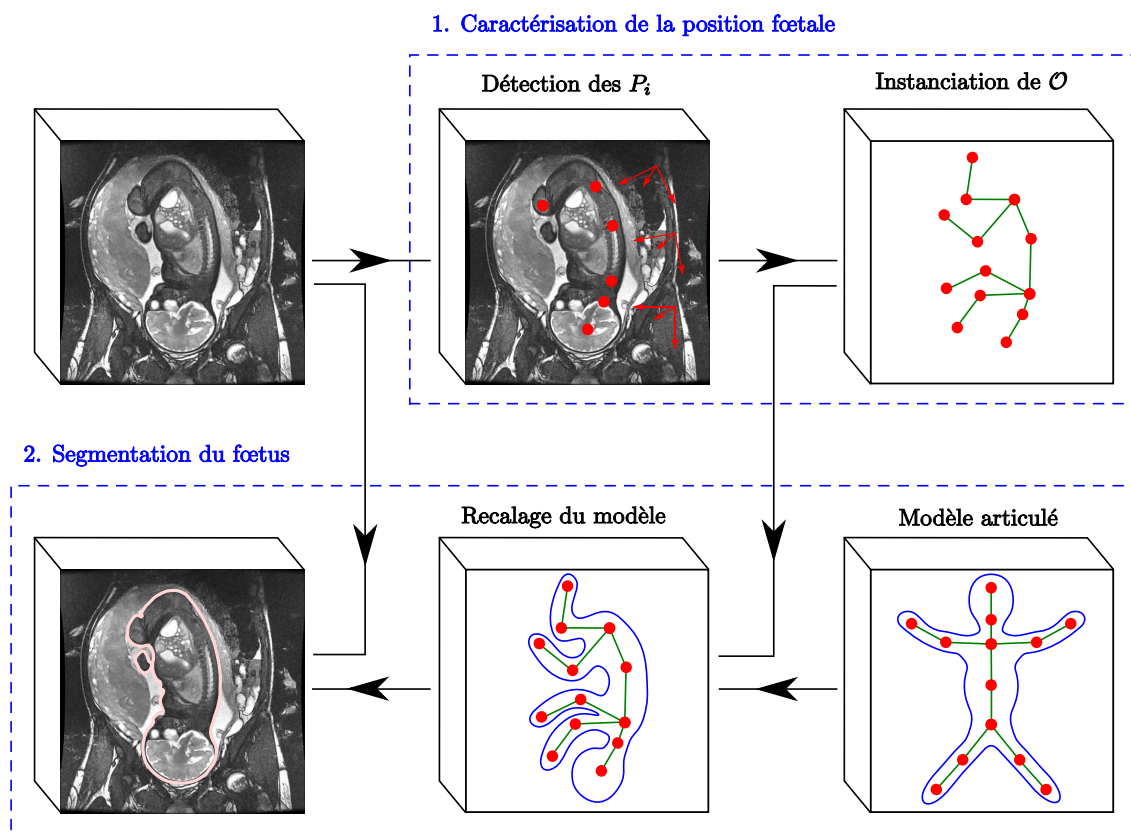 1. Caractérisation de la position fœtale
Détection des Pᵢ
Instanciation de 𝒪
2. Segmentation du fœtus
Recalage du modèle
Modèle articulé